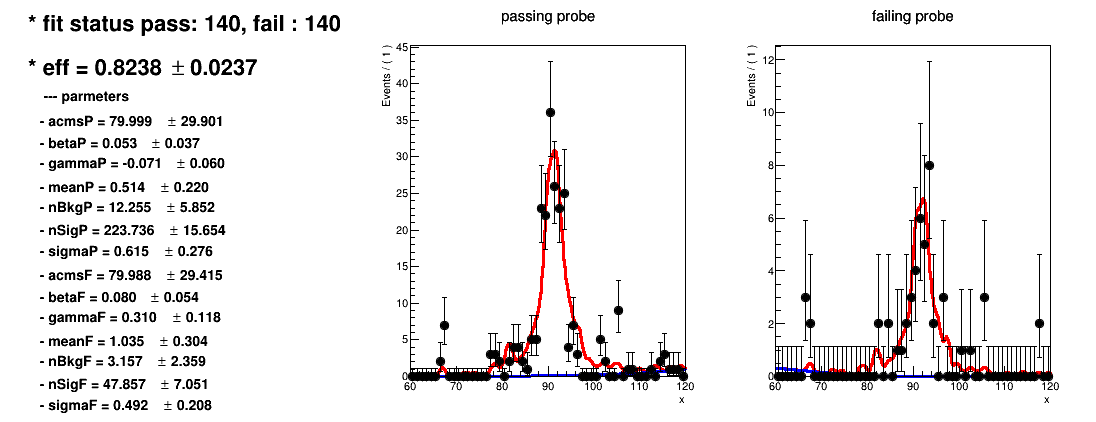 * fit status pass: 140, fail : 140
* eff = 0.8238 ± 0.0237
--- parmeters
- acmsP = 79.999 ± 29.901
- betaP = 0.053 ± 0.037
- gammaP = -0.071 ± 0.060
- meanP = 0.514 ± 0.220
- nBkgP = 12.255 ± 5.852
- nSigP = 223.736 ± 15.654
- sigmaP = 0.615 ± 0.276
- acmsF = 79.988 ± 29.415
- betaF = 0.080 ± 0.054
- gammaF = 0.310 ± 0.118
- meanF = 1.035 ± 0.304
- nBkgF = 3.157 ± 2.359
- nSigF = 47.857 ± 7.051
- sigmaF = 0.492 ± 0.208
passing probe
Events / ( 1 )
45
40
35
30
25
20
15
10
5
0
60 70 80 90 100 110 120
x
failing probe
Events / ( 1 )
12
10
8
6
4
2
0
60 70 80 90 100 110 120
x